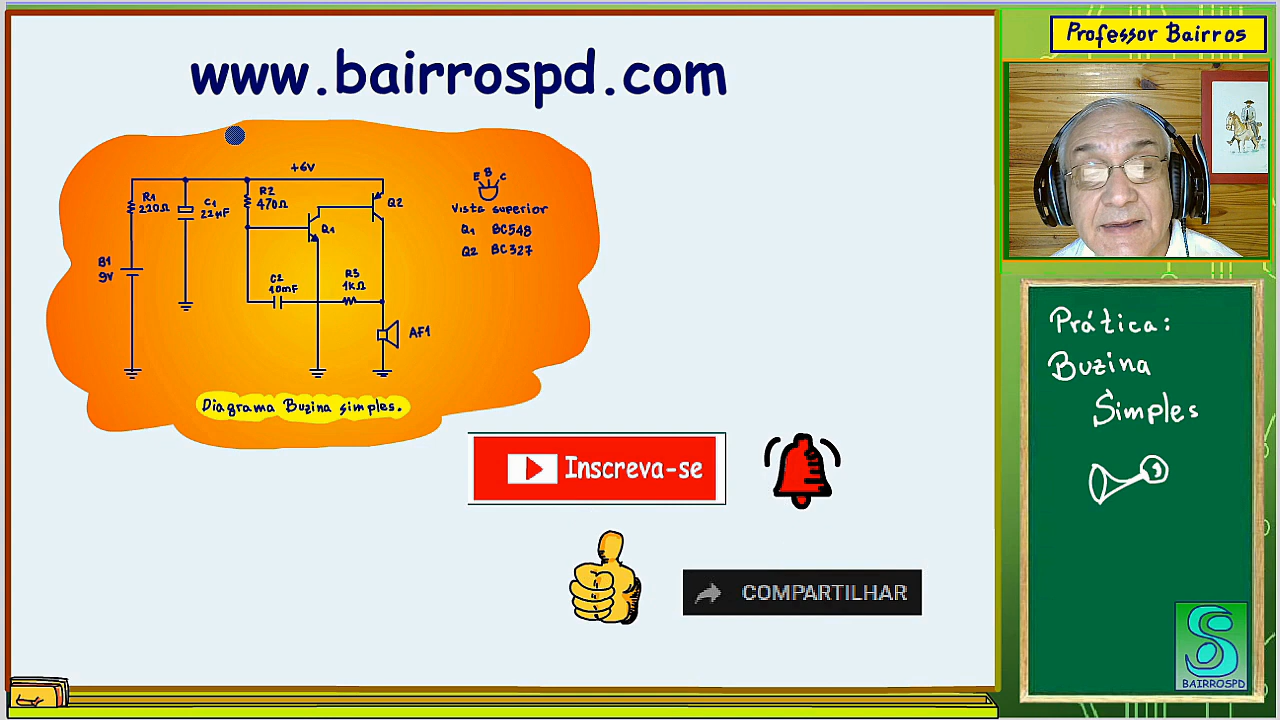 www.bairrospd.com
Professor Bairros
+6V
R1
220Ω
C1
22µF
R2
470Ω
Q1
Q2
B1
9V
C2
10mF
R3
1KΩ
AF1
E B C
Vista superior
Q1 BC548
Q2 BC327
Diagrama Buzina simples.
Inscreva-se
COMPARTILHAR
Prática:
Buzina
Simples
BAIRROSPD